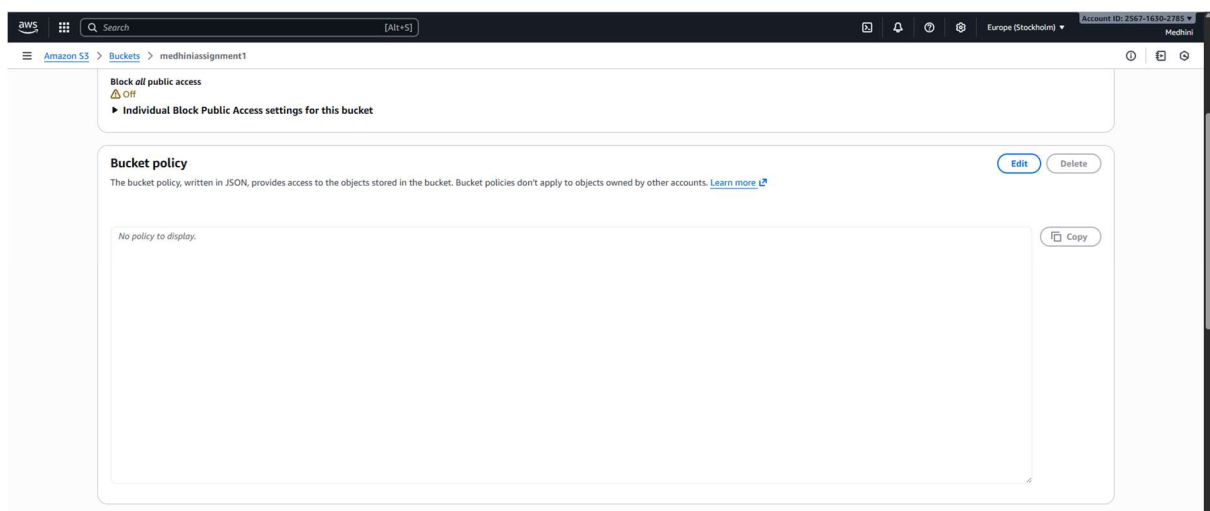 aws
Search [Alt+S] Europe (Stockholm) Account ID: 2567-1630-2785
Medhini
Amazon S3 > Buckets > medhiniassignment1
Block all public access
Off
Individual Block Public Access settings for this bucket
Bucket policy Edit Delete
The bucket policy, written in JSON, provides access to the objects stored in the bucket. Bucket policies don't apply to objects owned by other accounts. Learn more
No policy to display. Copy